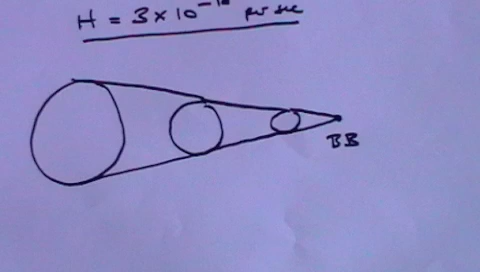 H = 3 × 10⁻¹⁸ per sec
BB